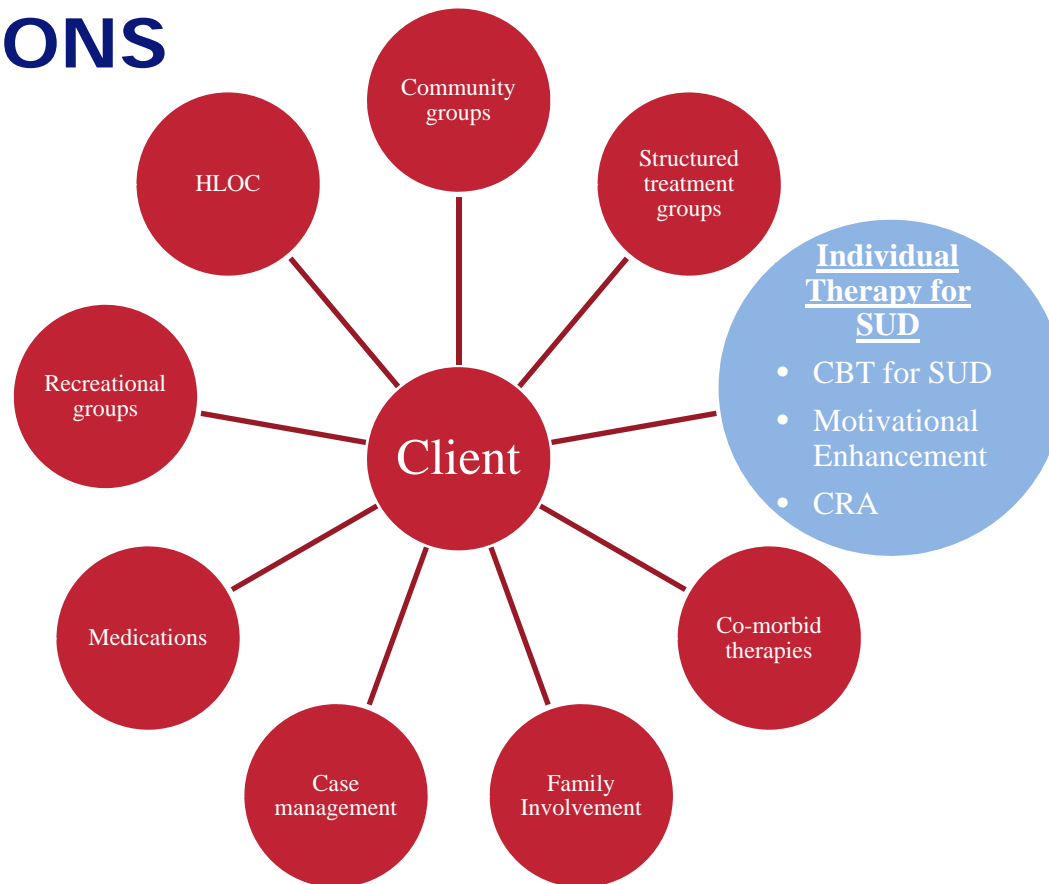 ONS
Community
groups
Structured
treatment
groups
HLOC
Individual
Therapy for
SUD
• CBT for SUD
• Motivational
Enhancement
• CRA
Recreational
groups
Client
Medications
Co-morbid
therapies
Case
management
Family
Involvement